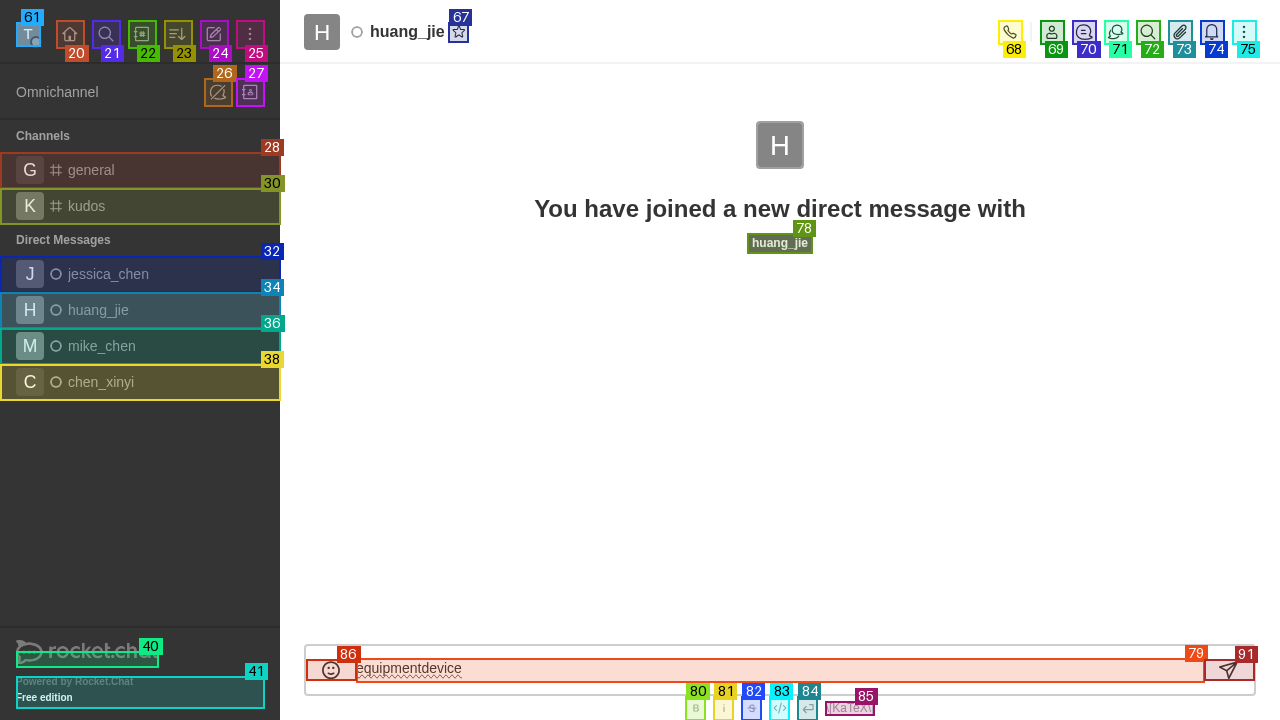 61
T
20
21
22
23
24
25
Omnichannel
26
27
Channels
28
G general
30
K kudos
Direct Messages
32
J jessica_chen
34
H huang_jie
36
M mike_chen
38
C chen_xinyi
40
rocket.chat
41
Powered by Rocket.Chat
Free edition
H huang_jie
67
68
69
70
71
72
73
74
75
H
You have joined a new direct message with
78
huang_jie
86
equipmentdevice
79
91
80
81
82
83
84
85
B
i
S
</>
\(KaTeX\)